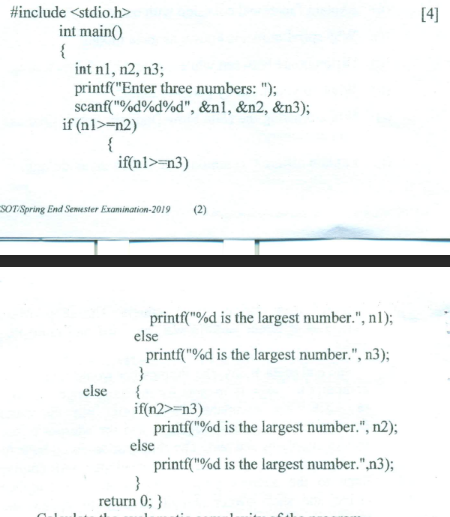 #include <stdio.h> [4]
int main()
{
int n1, n2, n3;
printf("Enter three numbers: ");
scanf("%d%d%d", &n1, &n2, &n3);
if (n1>=n2)
{
if(n1>=n3)
SOT/Spring End Semester Examination-2019 (2)
printf("%d is the largest number.", n1);
else
printf("%d is the largest number.", n3);
}
else {
if(n2>=n3)
printf("%d is the largest number.", n2);
else
printf("%d is the largest number.",n3);
}
return 0; }